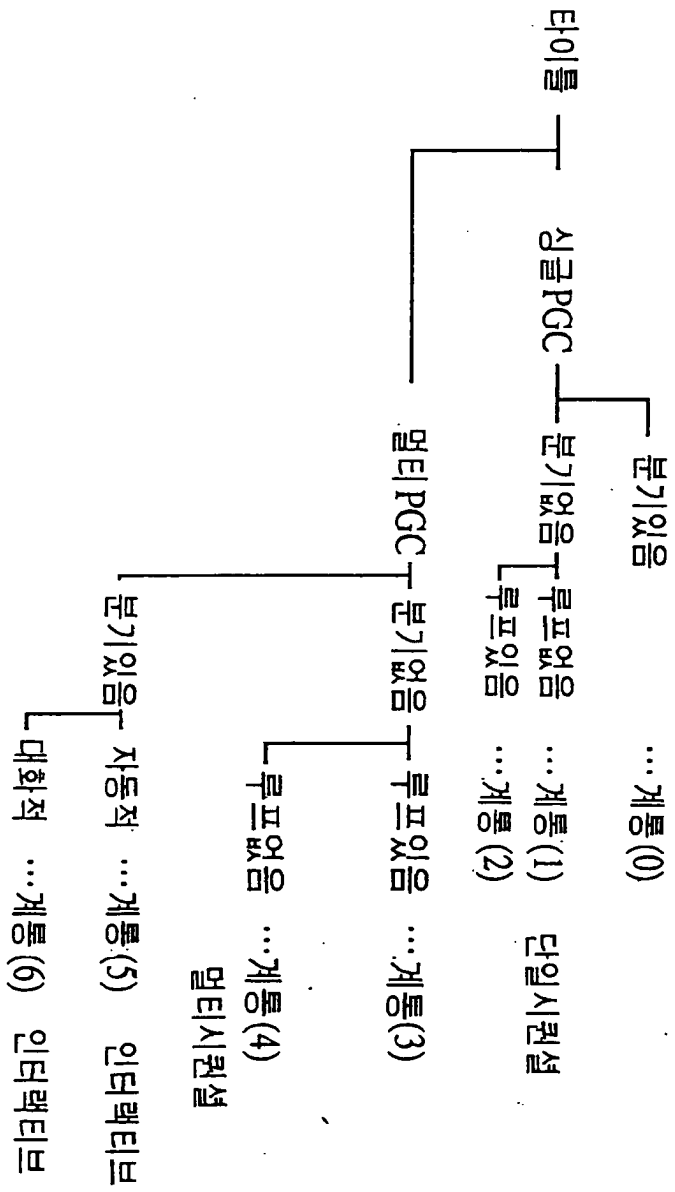 분기있음 …계통(0)
타이틀 싱글PGC 분기없음 루프없음 …계통(1)
단일시퀀셜
루프있음 …계통(2)
멀티PGC 분기없음 루프있음 …계통(3)
루프없음 …계통(4)
멀티시퀀셜
분기있음 자동적 …계통(5) 인터랙티브
대화적 …계통(6) 인터랙티브